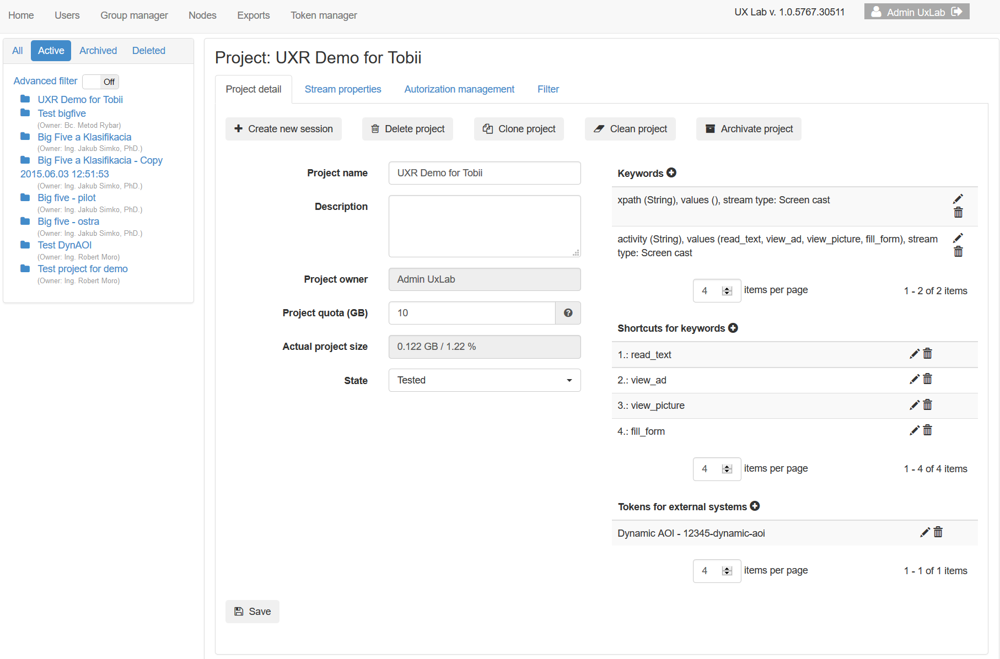 Home Users Group manager Nodes Exports Token manager UX Lab v. 1.0.5767.30511 Admin UxLab
All Active Archived Deleted
Advanced filter Off
UXR Demo for Tobii
Test bigfive
(Owner: Bc. Metod Rybar)
Big Five a Klasifikacia
(Owner: Ing. Jakub Simko, PhD.)
Big Five a Klasifikacia - Copy
2015.06.03 12:51:53
(Owner: Ing. Jakub Simko, PhD.)
Big five - pilot
(Owner: Ing. Jakub Simko, PhD.)
Big five - ostra
(Owner: Ing. Jakub Simko, PhD.)
Test DynAOI
(Owner: Ing. Robert Moro)
Test project for demo
(Owner: Ing. Robert Moro)
Project: UXR Demo for Tobii
Project detail Stream properties Autorization management Filter
Create new session Delete project Clone project Clean project Archivate project
Project name UXR Demo for Tobii
Description
Project owner Admin UxLab
Project quota (GB) 10
Actual project size 0.122 GB / 1.22 %
State Tested
Keywords
xpath (String), values (), stream type: Screen cast
activity (String), values (read_text, view_ad, view_picture, fill_form), stream
type: Screen cast
4 items per page 1 - 2 of 2 items
Shortcuts for keywords
1.: read_text
2.: view_ad
3.: view_picture
4.: fill_form
4 items per page 1 - 4 of 4 items
Tokens for external systems
Dynamic AOI - 12345-dynamic-aoi
4 items per page 1 - 1 of 1 items
Save